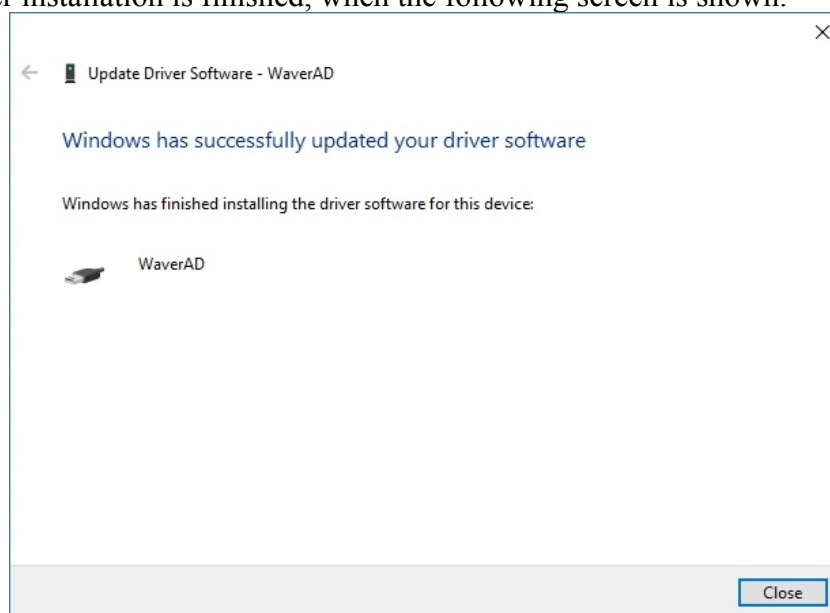 er installation is finished, when the following screen is shown.
Update Driver Software - WaverAD
Windows has successfully updated your driver software
Windows has finished installing the driver software for this device:
WaverAD
Close